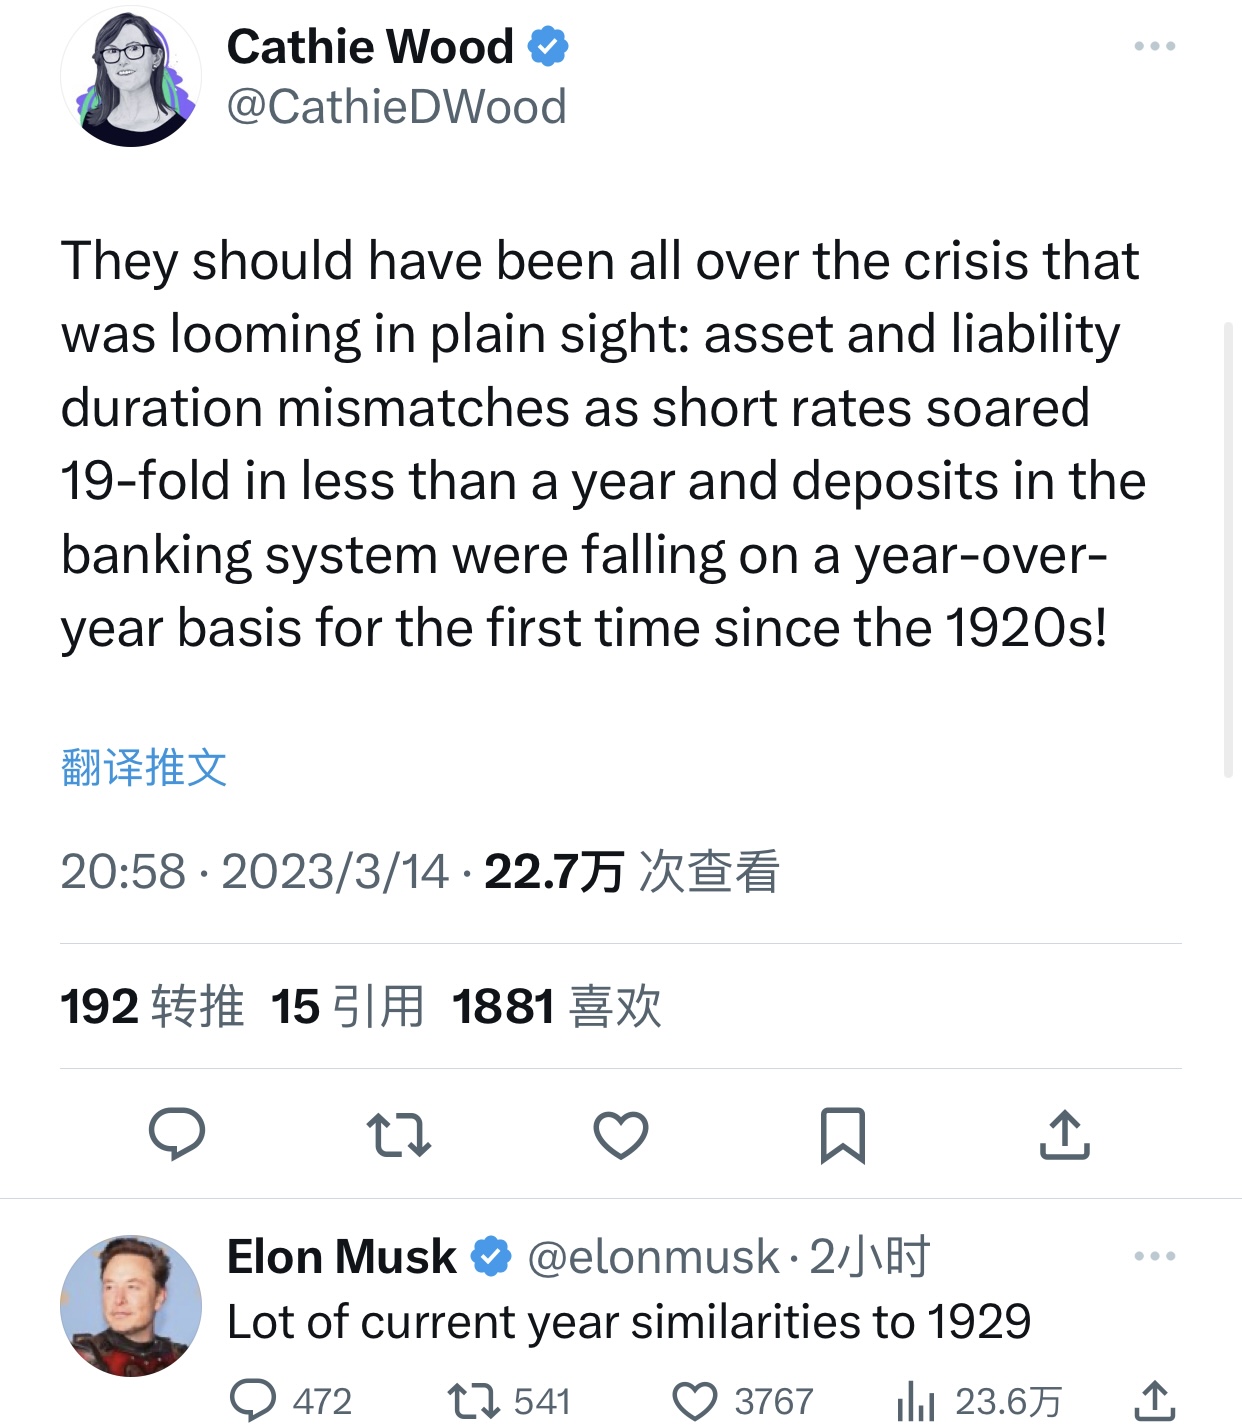 Cathie Wood
@CathieDWood
They should have been all over the crisis that
was looming in plain sight: asset and liability
duration mismatches as short rates soared
19-fold in less than a year and deposits in the
banking system were falling on a year-over-
year basis for the first time since the 1920s!
翻译推文
20:58 · 2023/3/14 · 22.7万 次查看
192 转推 15 引用 1881 喜欢
Elon Musk @elonmusk · 2小时
Lot of current year similarities to 1929
472 541 3767 23.6万